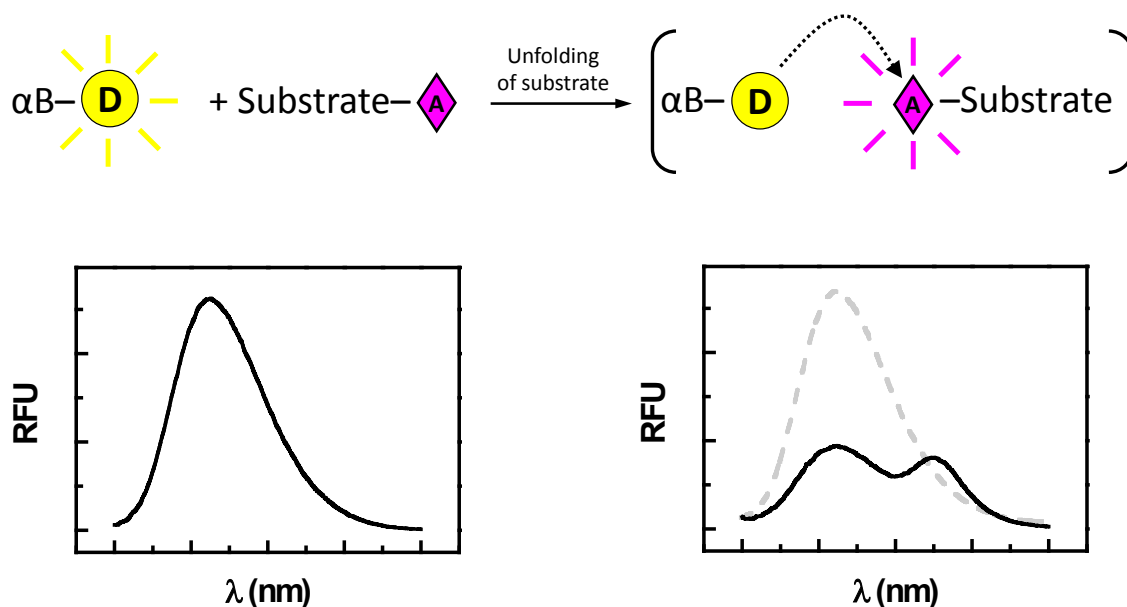 Unfolding
of substrate
αB– D + Substrate– A
αB– D A –Substrate
RFU
λ (nm)
RFU
λ (nm)